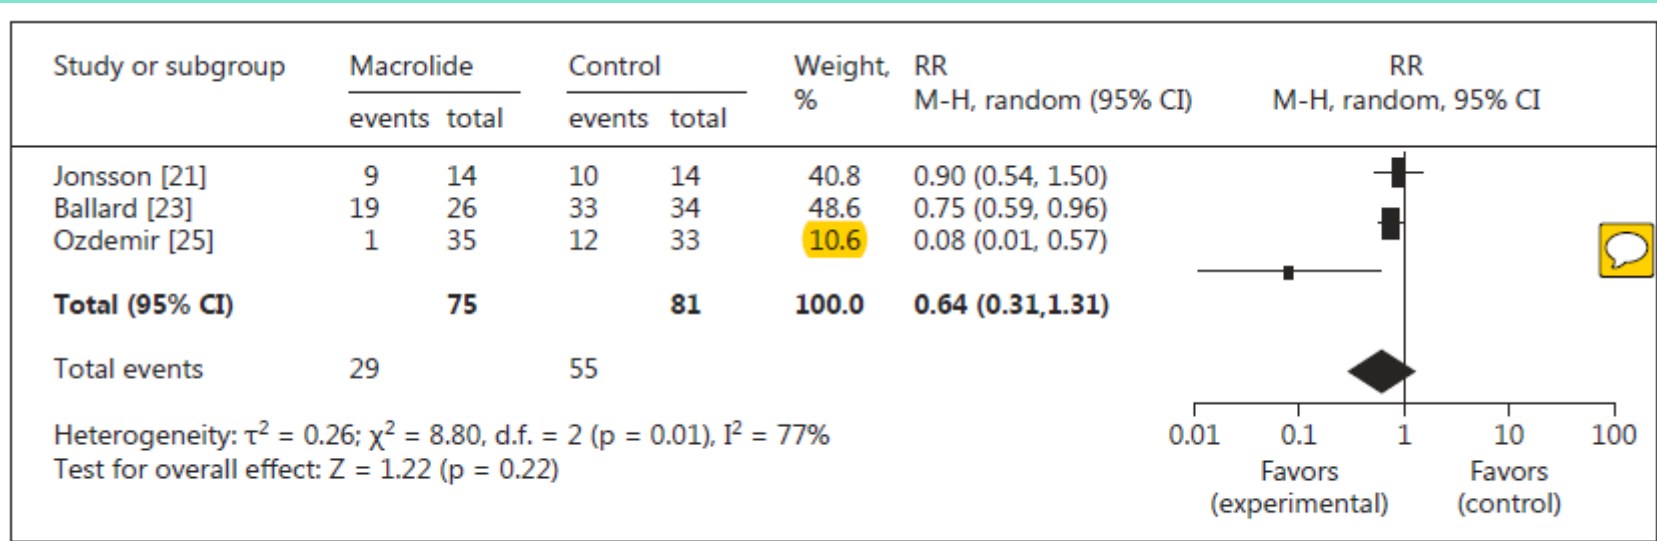 Study or subgroup Macrolide Control Weight, RR RR
events total events total % M-H, random (95% CI) M-H, random, 95% CI
Jonsson [21] 9 14 10 14 40.8 0.90 (0.54, 1.50)
Ballard [23] 19 26 33 34 48.6 0.75 (0.59, 0.96)
Ozdemir [25] 1 35 12 33 10.6 0.08 (0.01, 0.57)
Total (95% CI) 75 81 100.0 0.64 (0.31,1.31)
Total events 29 55
Heterogeneity: τ² = 0.26; χ² = 8.80, d.f. = 2 (p = 0.01), I² = 77%
Test for overall effect: Z = 1.22 (p = 0.22)
0.01 0.1 1 10 100
Favors Favors
(experimental) (control)